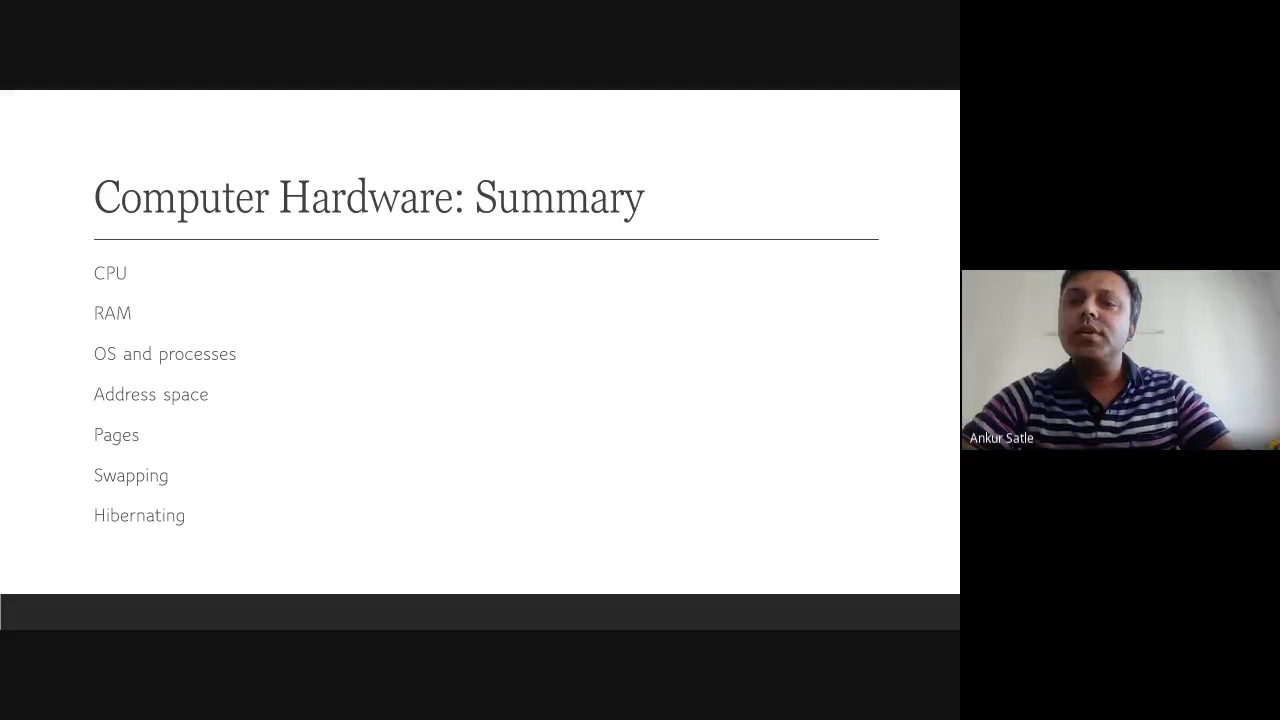 Computer Hardware: Summary
CPU
RAM
OS and processes
Address space
Pages
Swapping
Hibernating
Ankur Satle